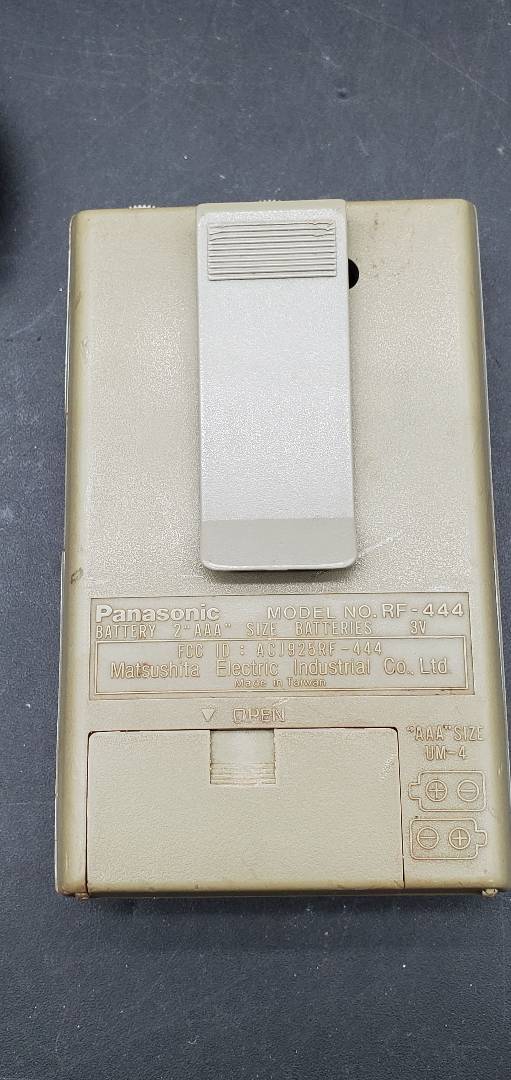 Panasonic MODEL NO. RF-444
BATTERY 2 "AAA" SIZE BATTERIES 3V
FCC ID : ACJ925RF-444
Matsushita Electric Industrial Co., Ltd.
Made in Taiwan
▽ OPEN
"AAA" SIZE
UM-4
⊕ ⊖
⊖ ⊕